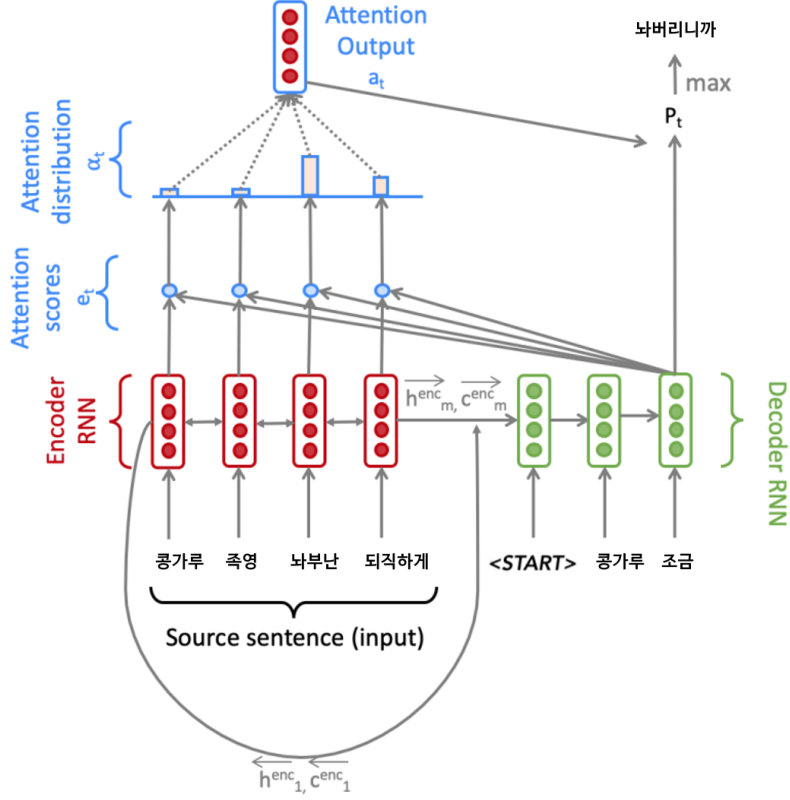 Attention
Output
a_t
놔버리니까
max
P_t
Attention
distribution
α_t
Attention
scores
e_t
Encoder
RNN
h^enc_m, c^enc_m
Decoder RNN
콩가루 족영 놔부난 되직하게 <START> 콩가루 조금
Source sentence (input)
h^enc_1, c^enc_1